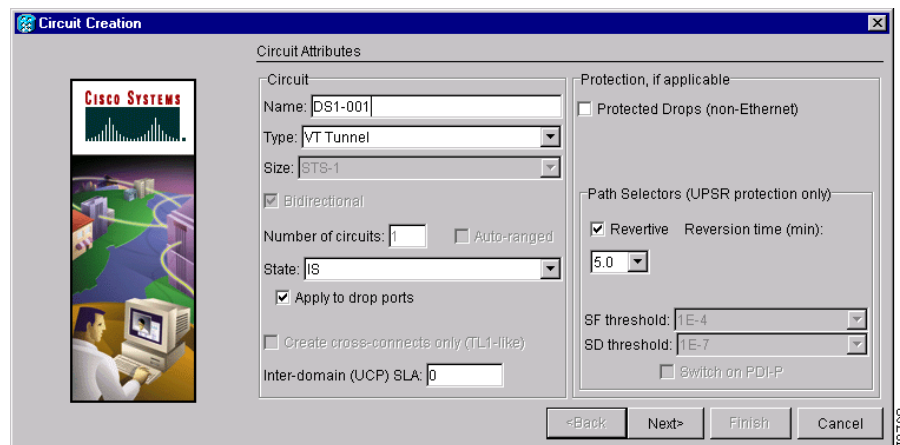 Circuit Creation
Circuit Attributes
CISCO SYSTEMS
Circuit
Name: DS1-001
Type: VT Tunnel
Size: STS-1
Bidirectional
Number of circuits: 1 Auto-ranged
State: IS
Apply to drop ports
Create cross-connects only (TL1-like)
Inter-domain (UCP) SLA: 0
Protection, if applicable
Protected Drops (non-Ethernet)
Path Selectors (UPSR protection only)
Revertive Reversion time (min):
5.0
SF threshold: 1E-4
SD threshold: 1E-7
Switch on PDI-P
<Back Next> Finish Cancel